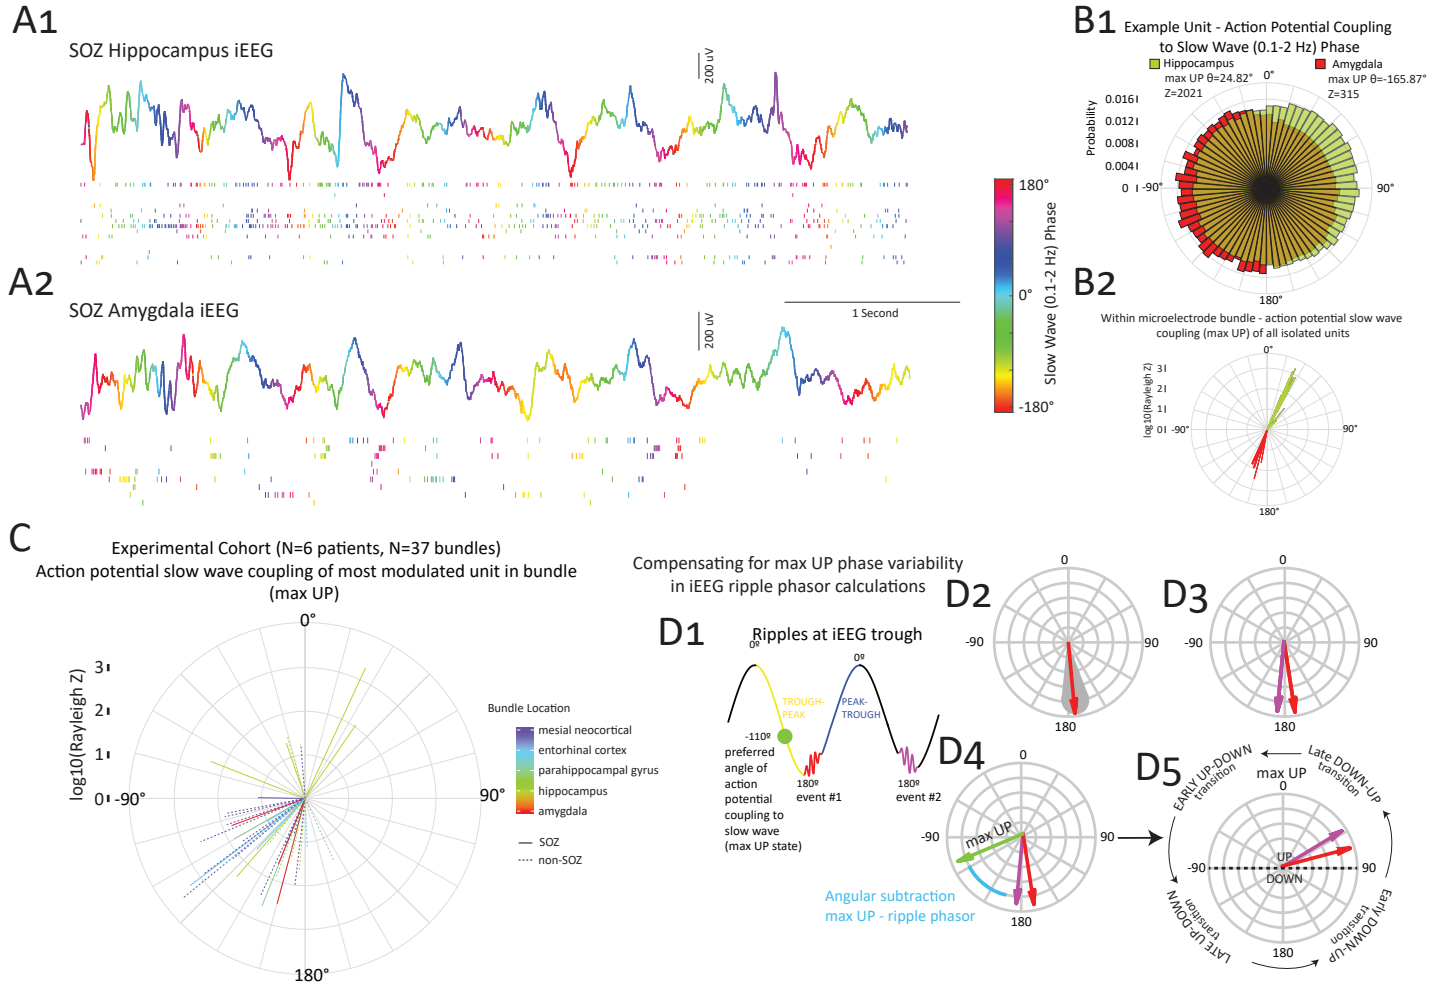 A1
SOZ Hippocampus iEEG
200 uV
A2
SOZ Amygdala iEEG
200 uV
1 Second
180°
0°
-180°
Slow Wave (0.1-2 Hz) Phase
B1
Example Unit - Action Potential Coupling
to Slow Wave (0.1-2 Hz) Phase
Hippocampus
max UP θ=24.82°
Z=2021
Amygdala
max UP θ=-165.87°
Z=315
0°
90°
180°
-90°
Probability
0.016
0.012
0.008
0.004
0
B2
Within microelectrode bundle - action potential slow wave
coupling (max UP) of all isolated units
0°
90°
180°
-90°
log10(Rayleigh Z)
3
2
1
0
C
Experimental Cohort (N=6 patients, N=37 bundles)
Action potential slow wave coupling of most modulated unit in bundle
(max UP)
0°
90°
180°
-90°
log10(Rayleigh Z)
3
2
1
0
Bundle Location
mesial neocortical
entorhinal cortex
parahippocampal gyrus
hippocampus
amygdala
SOZ
non-SOZ
Compensating for max UP phase variability
in iEEG ripple phasor calculations
D1
Ripples at iEEG trough
0º
0º
TROUGH-
PEAK
PEAK-
TROUGH
-110º
preferred
angle of
action
potential
coupling to
slow wave
(max UP state)
180º
event #1
180º
event #2
D2
0
90
180
-90
D3
0
90
180
-90
D4
0
90
180
-90
max UP
Angular subtraction
max UP - ripple phasor
D5
max UP
0
90
180
-90
UP
DOWN
EARLY UP-DOWN
transition
Late DOWN-UP
transition
LATE UP-DOWN
transition
Early DOWN-UP
transition